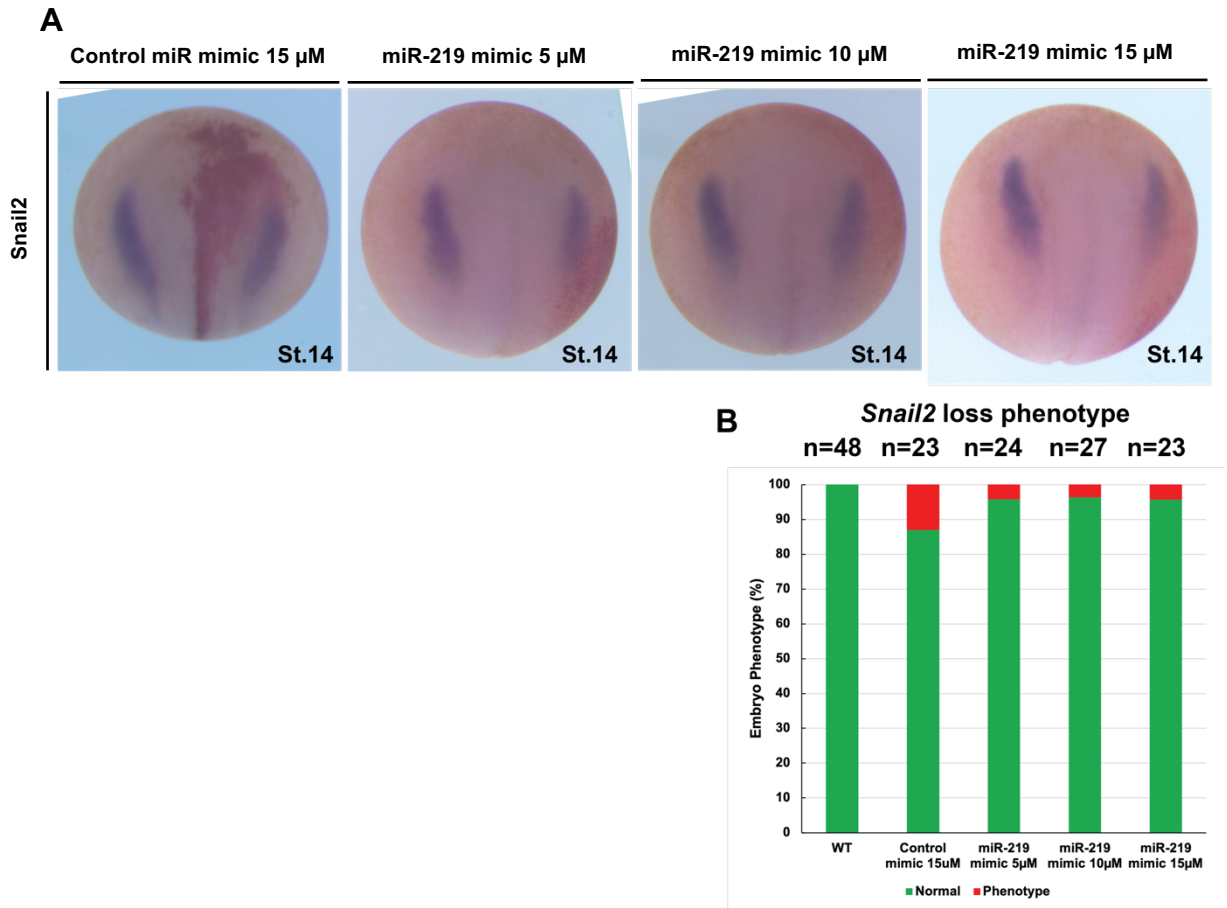 A
Control miR mimic 15 µM
miR-219 mimic 5 µM
miR-219 mimic 10 µM
miR-219 mimic 15 µM
Snail2
St.14
St.14
St.14
St.14
B
Snail2 loss phenotype
n=48 n=23 n=24 n=27 n=23
Embryo Phenotype (%)
100
90
80
70
60
50
40
30
20
10
0
WT
Control
mimic 15uM
miR-219
mimic 5µM
miR-219
mimic 10µM
miR-219
mimic 15µM
Normal
Phenotype